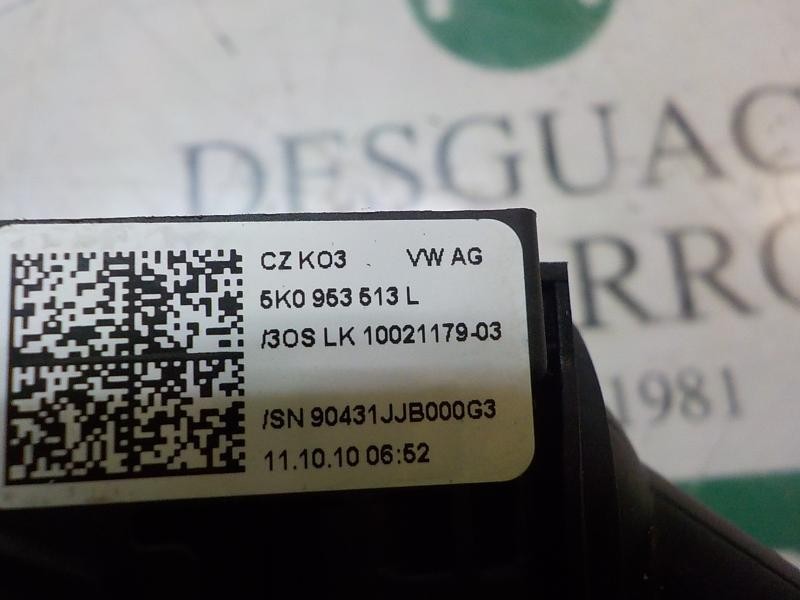 DESGUAC
RRO
1981
CZ KO3 VW AG
5K0 953 513 L
/3OS LK 10021179-03
/SN 90431JJB000G3
11.10.10 06:52